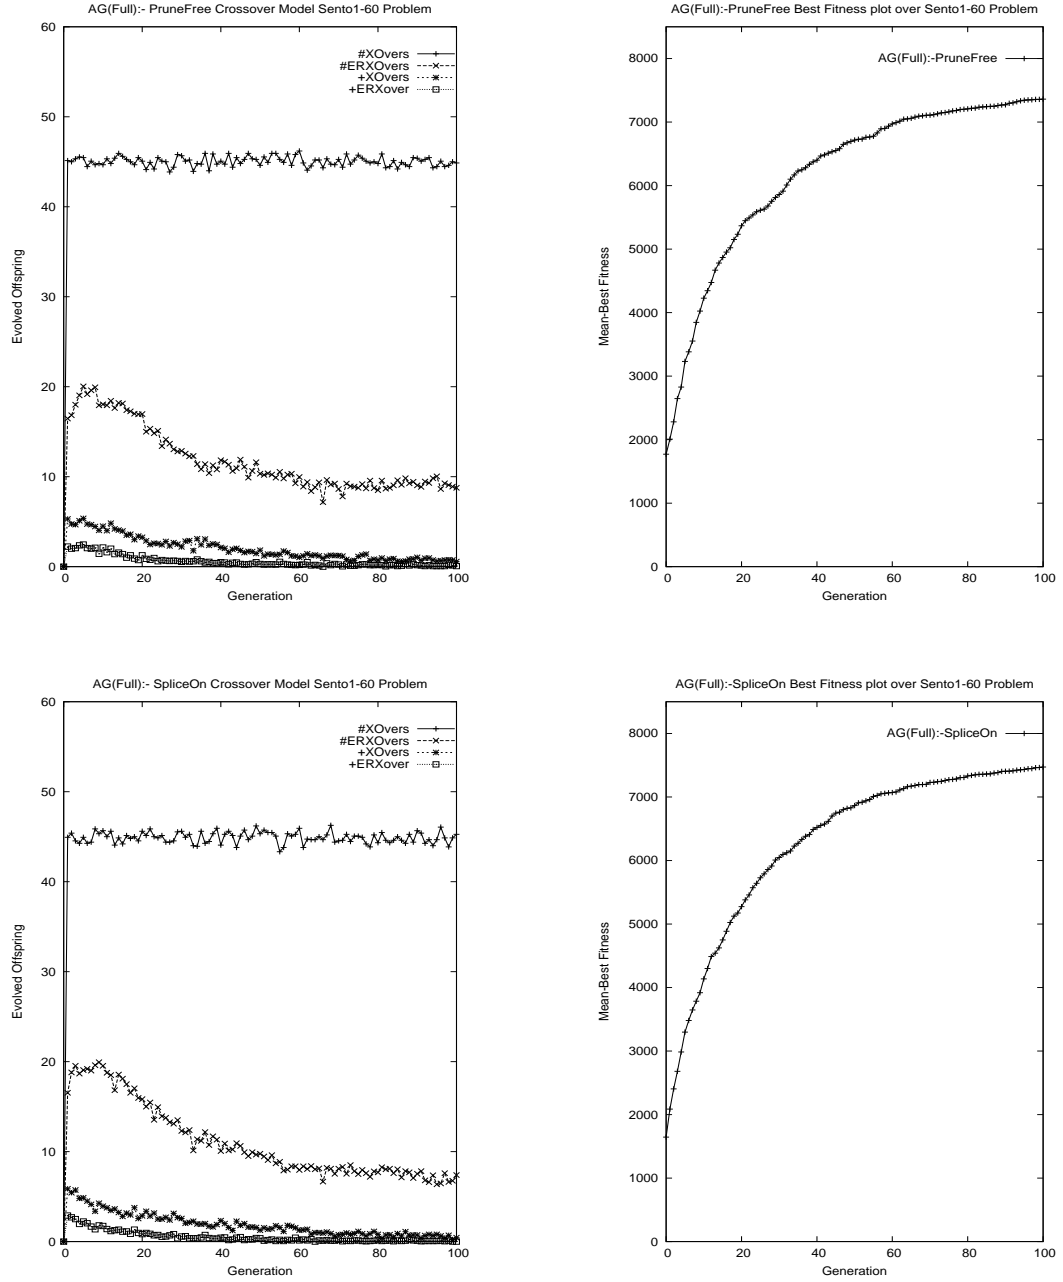 AG(Full):- PruneFree Crossover Model Sento1-60 Problem
60
50
40
30
20
10
0
Evolved Offspring
#XOvers
#ERXOvers
+XOvers
+ERXover
0 20 40 60 80 100
Generation
AG(Full):-PruneFree Best Fitness plot over Sento1-60 Problem
8000
7000
6000
5000
4000
3000
2000
1000
0
Mean-Best Fitness
AG(Full):-PruneFree
0 20 40 60 80 100
Generation
AG(Full):- SpliceOn Crossover Model Sento1-60 Problem
60
50
40
30
20
10
0
Evolved Offspring
#XOvers
#ERXOvers
+XOvers
+ERXover
0 20 40 60 80 100
Generation
AG(Full):-SpliceOn Best Fitness plot over Sento1-60 Problem
8000
7000
6000
5000
4000
3000
2000
1000
0
Mean-Best Fitness
AG(Full):-SpliceOn
0 20 40 60 80 100
Generation